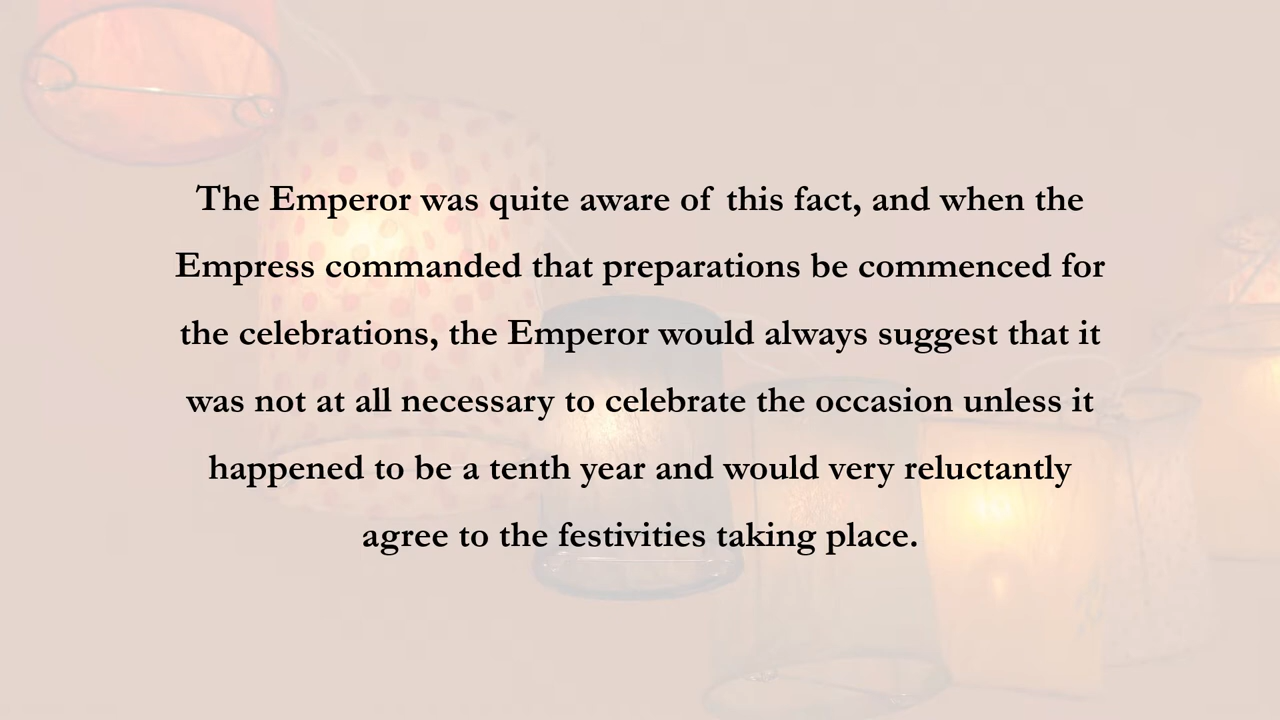 The Emperor was quite aware of this fact, and when the
Empress commanded that preparations be commenced for
the celebrations, the Emperor would always suggest that it
was not at all necessary to celebrate the occasion unless it
happened to be a tenth year and would very reluctantly
agree to the festivities taking place.